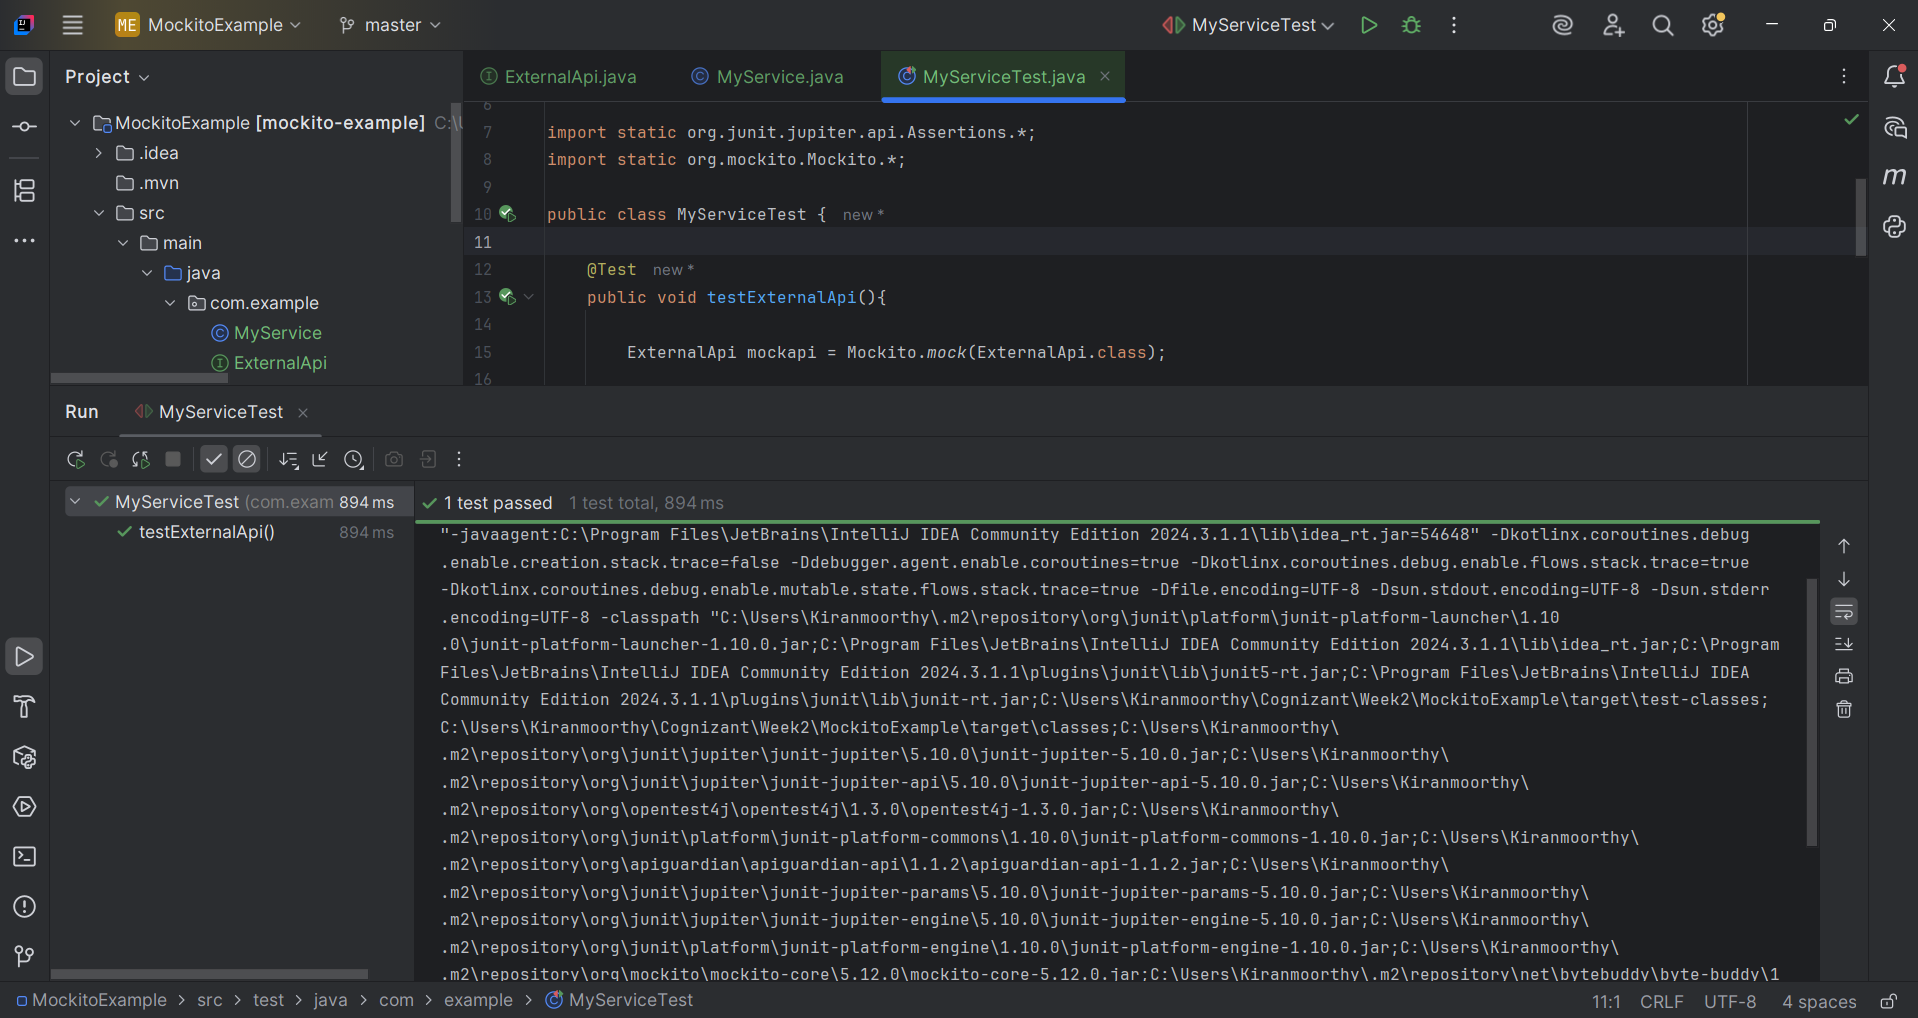 ME MockitoExample master MyServiceTest
Project
ExternalApi.java MyService.java MyServiceTest.java
MockitoExample [mockito-example]
.idea
.mvn
src
main
java
com.example
MyService
ExternalApi
6
7 import static org.junit.jupiter.api.Assertions.*;
8 import static org.mockito.Mockito.*;
9
10 public class MyServiceTest { new *
11
12 @Test new *
13 public void testExternalApi(){
14
15 ExternalApi mockapi = Mockito.mock(ExternalApi.class);
16
Run MyServiceTest
MyServiceTest (com.exam 894 ms
testExternalApi() 894 ms
1 test passed 1 test total, 894 ms
"-javaagent:C:\Program Files\JetBrains\IntelliJ IDEA Community Edition 2024.3.1.1\lib\idea_rt.jar=54648" -Dkotlinx.coroutines.debug
.enable.creation.stack.trace=false -Ddebugger.agent.enable.coroutines=true -Dkotlinx.coroutines.debug.enable.flows.stack.trace=true
-Dkotlinx.coroutines.debug.enable.mutable.state.flows.stack.trace=true -Dfile.encoding=UTF-8 -Dsun.stdout.encoding=UTF-8 -Dsun.stderr
.encoding=UTF-8 -classpath "C:\Users\Kiranmoorthy\.m2\repository\org\junit\platform\junit-platform-launcher\1.10
.0\junit-platform-launcher-1.10.0.jar;C:\Program Files\JetBrains\IntelliJ IDEA Community Edition 2024.3.1.1\lib\idea_rt.jar;C:\Program
Files\JetBrains\IntelliJ IDEA Community Edition 2024.3.1.1\plugins\junit\lib\junit5-rt.jar;C:\Program Files\JetBrains\IntelliJ IDEA
Community Edition 2024.3.1.1\plugins\junit\lib\junit-rt.jar;C:\Users\Kiranmoorthy\Cognizant\Week2\MockitoExample\target\test-classes;
C:\Users\Kiranmoorthy\Cognizant\Week2\MockitoExample\target\classes;C:\Users\Kiranmoorthy\
.m2\repository\org\junit\jupiter\junit-jupiter\5.10.0\junit-jupiter-5.10.0.jar;C:\Users\Kiranmoorthy\
.m2\repository\org\junit\jupiter\junit-jupiter-api\5.10.0\junit-jupiter-api-5.10.0.jar;C:\Users\Kiranmoorthy\
.m2\repository\org\opentest4j\opentest4j\1.3.0\opentest4j-1.3.0.jar;C:\Users\Kiranmoorthy\
.m2\repository\org\junit\platform\junit-platform-commons\1.10.0\junit-platform-commons-1.10.0.jar;C:\Users\Kiranmoorthy\
.m2\repository\org\apiguardian\apiguardian-api\1.1.2\apiguardian-api-1.1.2.jar;C:\Users\Kiranmoorthy\
.m2\repository\org\junit\jupiter\junit-jupiter-params\5.10.0\junit-jupiter-params-5.10.0.jar;C:\Users\Kiranmoorthy\
.m2\repository\org\junit\jupiter\junit-jupiter-engine\5.10.0\junit-jupiter-engine-5.10.0.jar;C:\Users\Kiranmoorthy\
.m2\repository\org\junit\platform\junit-platform-engine\1.10.0\junit-platform-engine-1.10.0.jar;C:\Users\Kiranmoorthy\
.m2\repository\org\mockito\mockito-core\5.12.0\mockito-core-5.12.0.jar;C:\Users\Kiranmoorthy\.m2\repository\net\bytebuddy\byte-buddy\1
MockitoExample > src > test > java > com > example > MyServiceTest 11:1 CRLF UTF-8 4 spaces